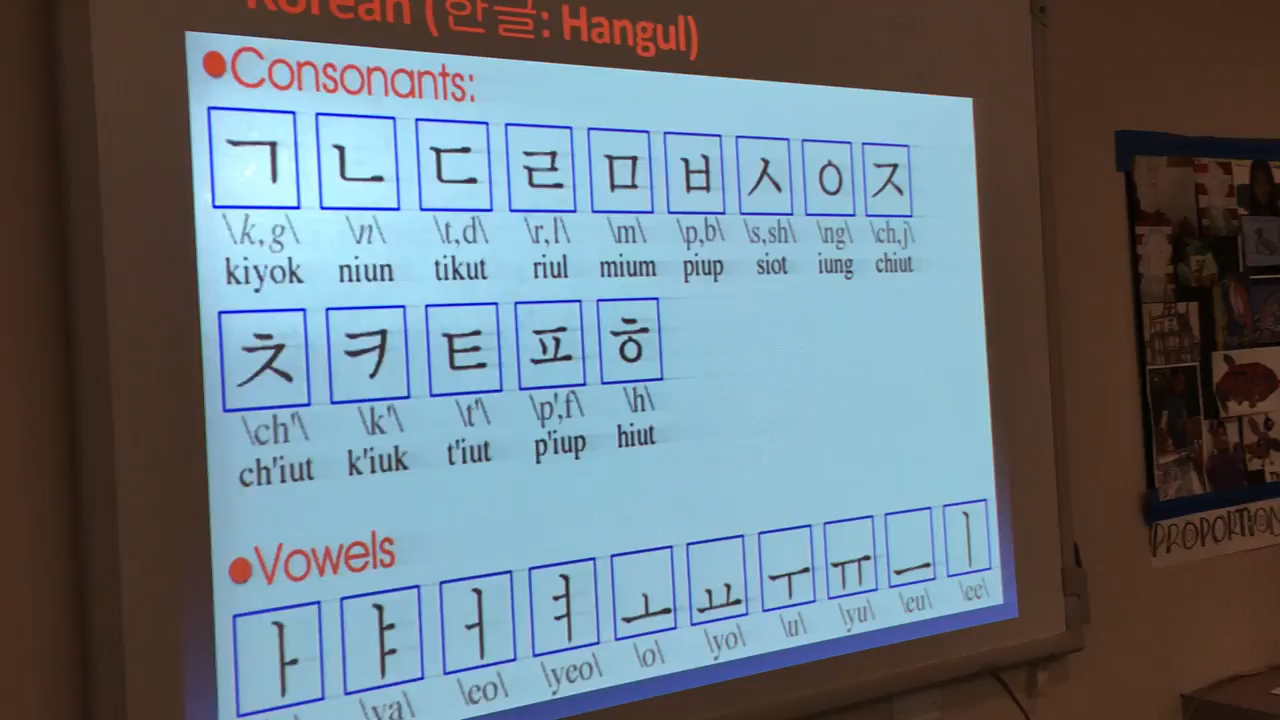 Korean (한글: Hangul)
•Consonants:
ㄱ ㄴ ㄷ ㄹ ㅁ ㅂ ㅅ ㅇ ㅈ
\k,g\ \n\ \t,d\ \r,l\ \m\ \p,b\ \s,sh\ \ng\ \ch,j\
kiyok niun tikut riul mium piup siot iung chiut
ㅊ ㅋ ㅌ ㅍ ㅎ
\ch'\ \k'\ \t'\ \p',f\ \h\
ch'iut k'iuk t'iut p'iup hiut
•Vowels
ㅏ ㅑ ㅓ ㅕ ㅗ ㅛ ㅜ ㅠ ㅡ ㅣ
\ya\ \eo\ \yeo\ \o\ \yo\ \u\ \yu\ \eu\ \ee\
PROPORTION